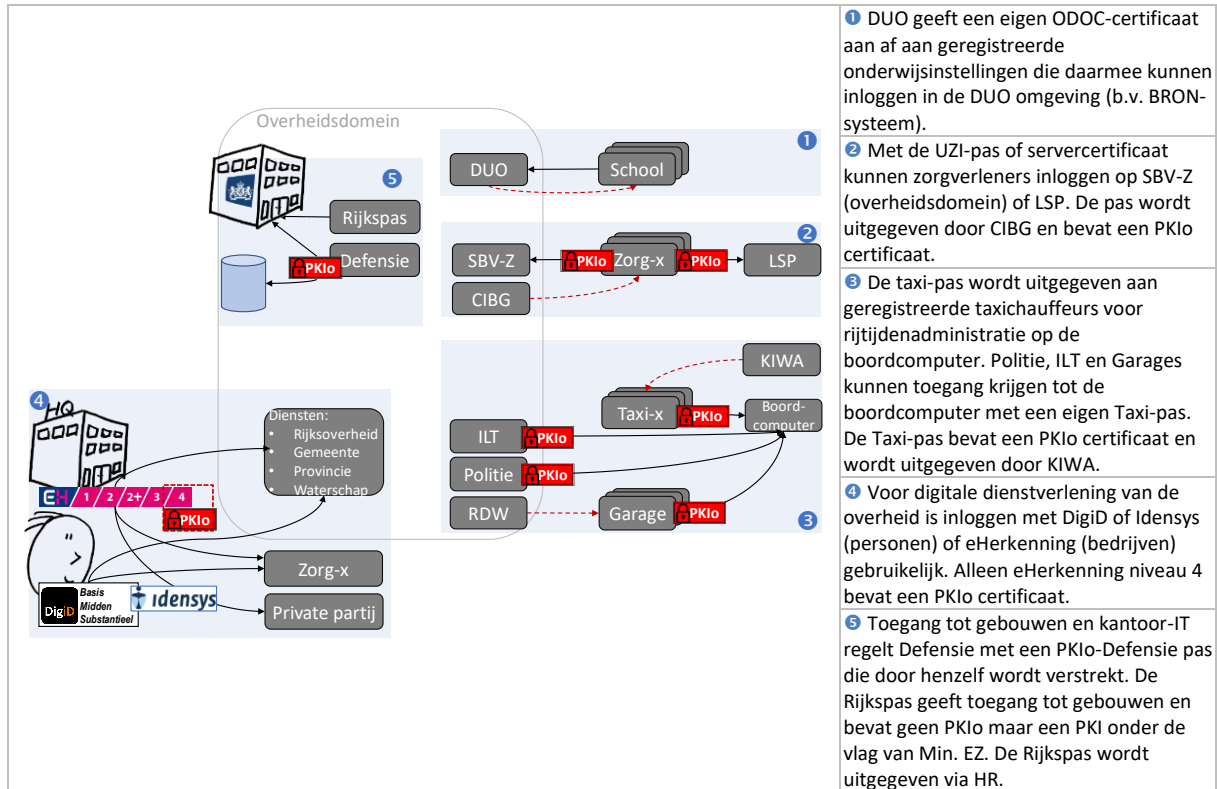 Overheidsdomein
❺
Rijkspas
Defensie
PKIo
❶
DUO
School
❷
SBV-Z
PKIo
Zorg-x
PKIo
LSP
CIBG
KIWA
Taxi-x
PKIo
Boord-
computer
ILT
PKIo
Politie
PKIo
RDW
Garage
PKIo
❸
❹
HQ
Diensten:
• Rijksoverheid
• Gemeente
• Provincie
• Waterschap
EH 1 2 2+ 3 4
PKIo
Zorg-x
Private partij
DigiD
Basis
Midden
Substantieel
idensys
❶ DUO geeft een eigen ODOC-certificaat
aan af aan geregistreerde
onderwijsinstellingen die daarmee kunnen
inloggen in de DUO omgeving (b.v. BRON-
systeem).
❷ Met de UZI-pas of servercertificaat
kunnen zorgverleners inloggen op SBV-Z
(overheidsdomein) of LSP. De pas wordt
uitgegeven door CIBG en bevat een PKIo
certificaat.
❸ De taxi-pas wordt uitgegeven aan
geregistreerde taxichauffeurs voor
rijtijdenadministratie op de
boordcomputer. Politie, ILT en Garages
kunnen toegang krijgen tot de
boordcomputer met een eigen Taxi-pas.
De Taxi-pas bevat een PKIo certificaat en
wordt uitgegeven door KIWA.
❹ Voor digitale dienstverlening van de
overheid is inloggen met DigiD of Idensys
(personen) of eHerkenning (bedrijven)
gebruikelijk. Alleen eHerkenning niveau 4
bevat een PKIo certificaat.
❺ Toegang tot gebouwen en kantoor-IT
regelt Defensie met een PKIo-Defensie pas
die door henzelf wordt verstrekt. De
Rijkspas geeft toegang tot gebouwen en
bevat geen PKIo maar een PKI onder de
vlag van Min. EZ. De Rijkspas wordt
uitgegeven via HR.